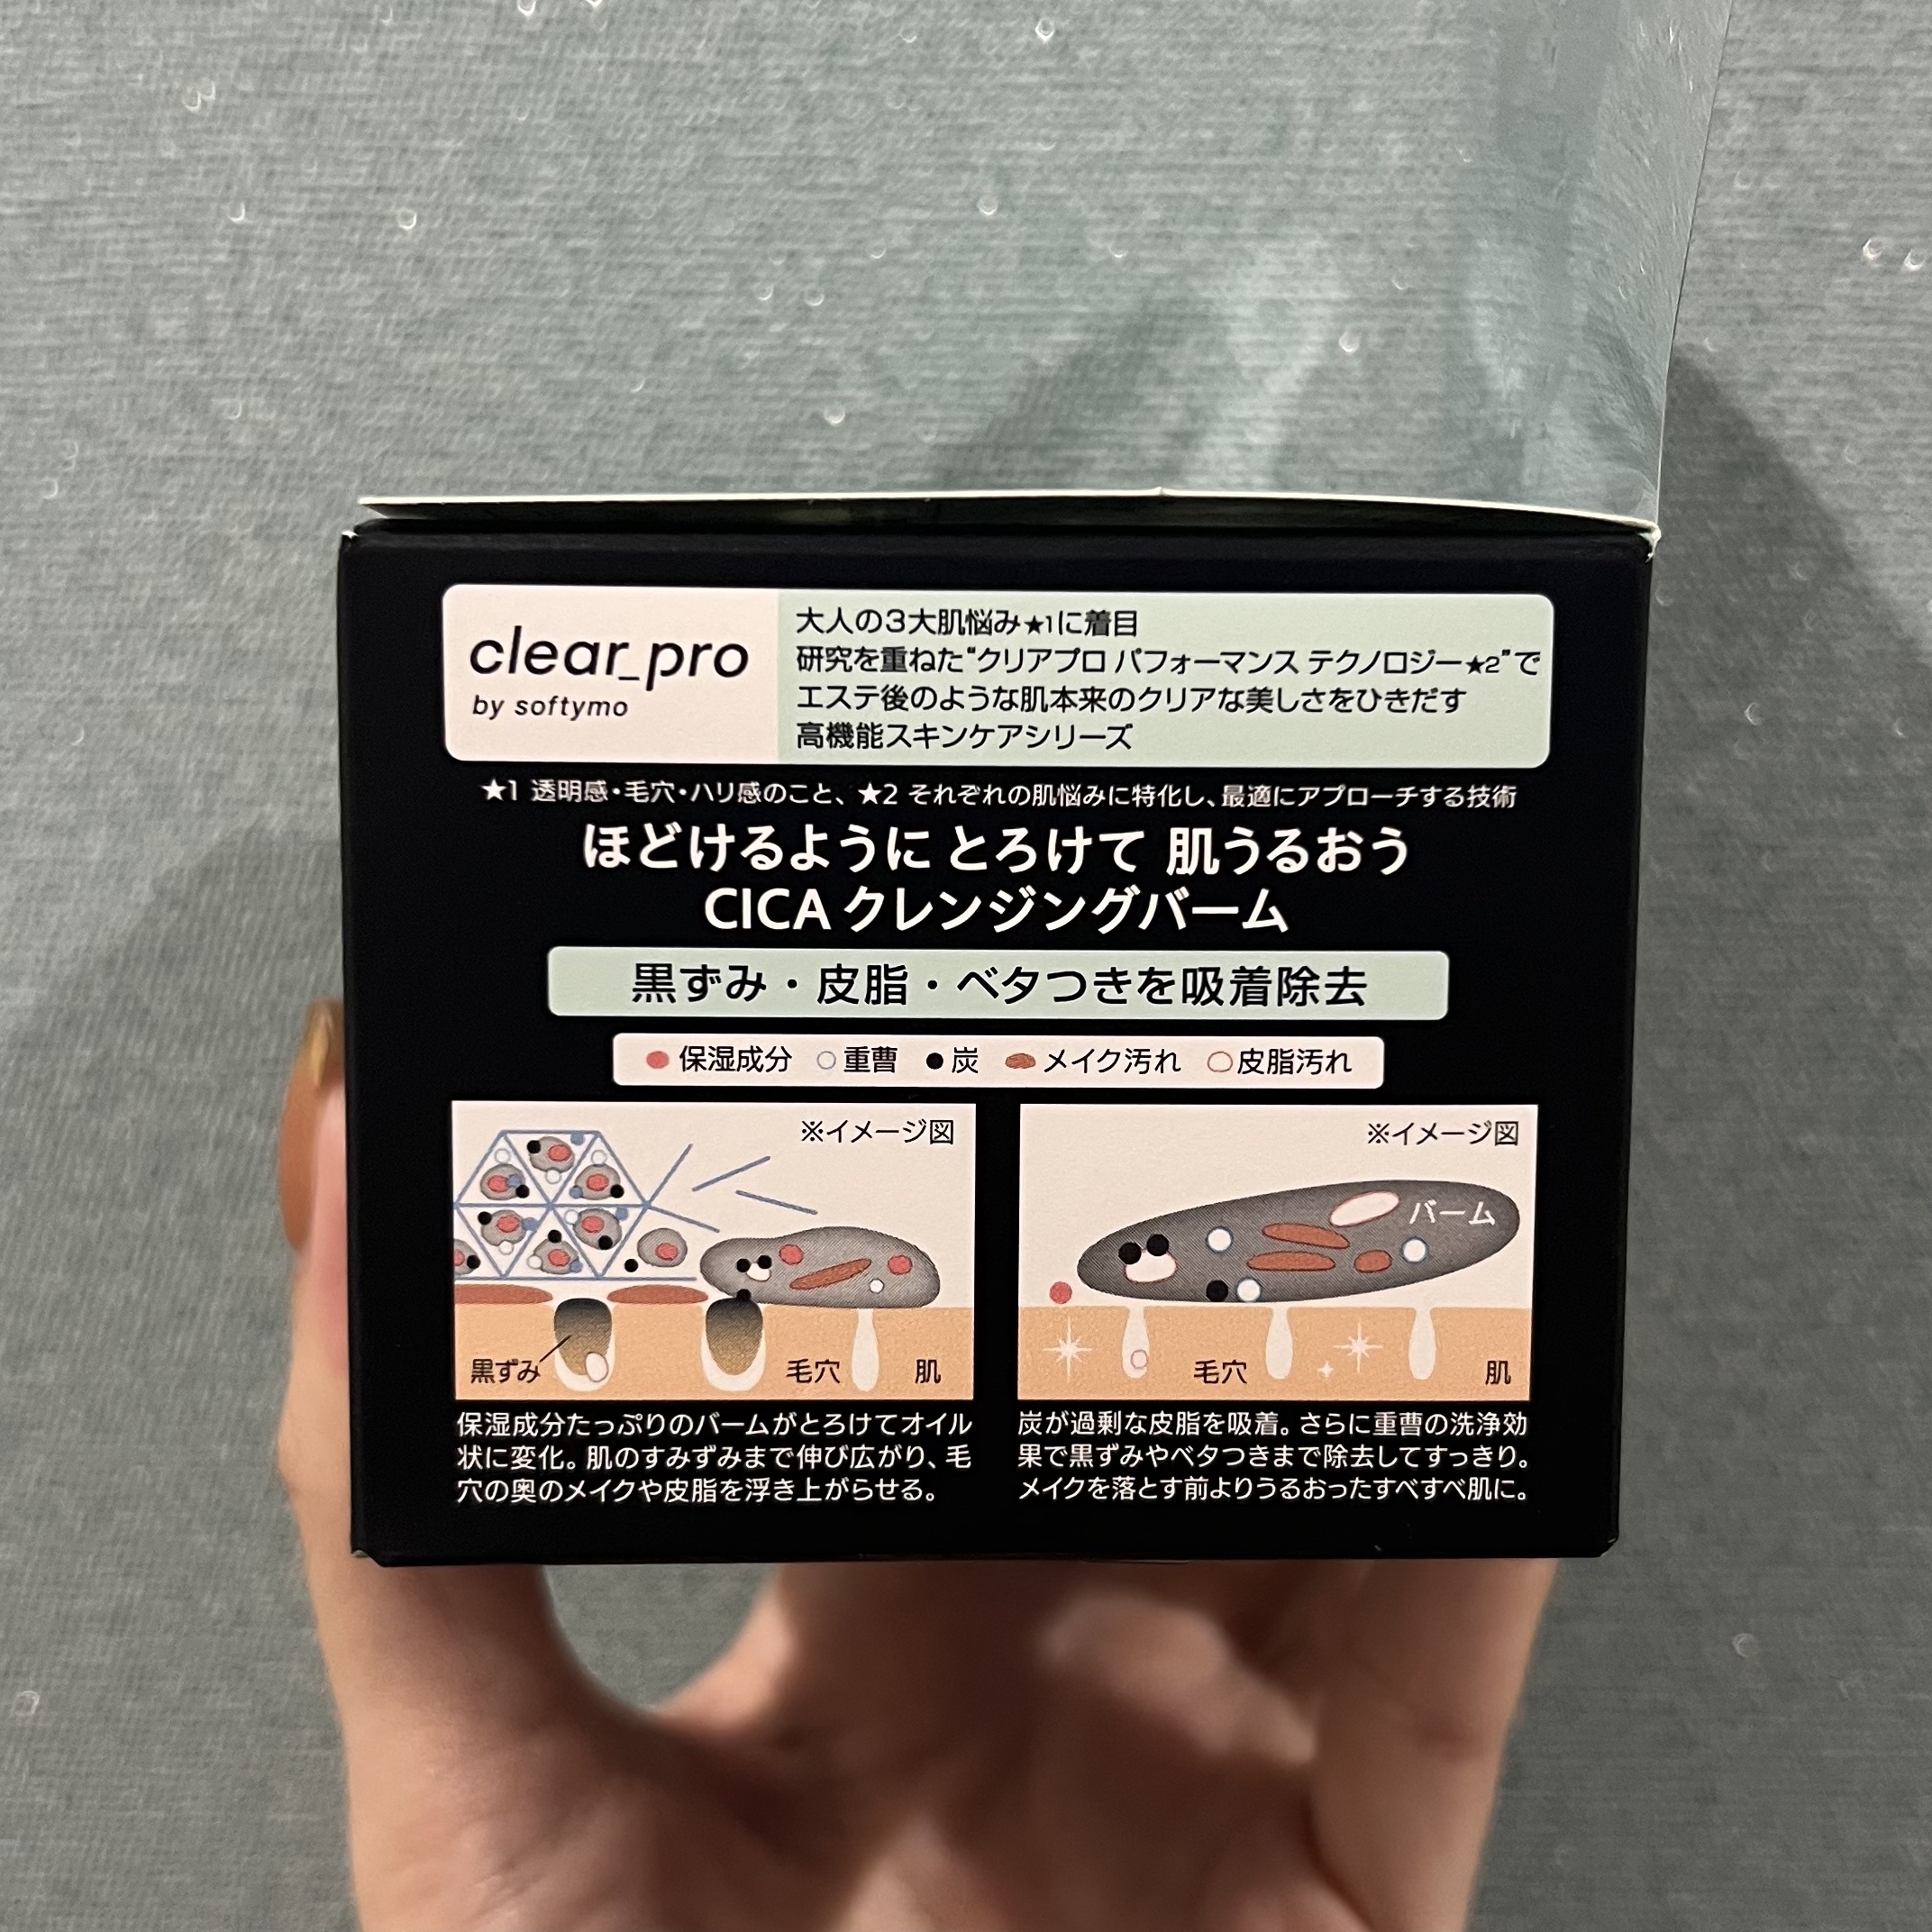 clear_pro
by softymo
大人の3大肌悩み★1に着目
研究を重ねた“クリアプロ パフォーマンス テクノロジー★2”で
エステ後のような肌本来のクリアな美しさをひきだす
高機能スキンケアシリーズ
★1 透明感・毛穴・ハリ感のこと、★2 それぞれの肌悩みに特化し、最適にアプローチする技術
ほどけるように とろけて 肌うるおう
CICA クレンジングバーム
黒ずみ・皮脂・ベタつきを吸着除去
保湿成分 重曹 炭 メイク汚れ 皮脂汚れ
※イメージ図
黒ずみ 毛穴 肌
保湿成分たっぷりのバームがとろけてオイル
状に変化。肌のすみずみまで伸び広がり、毛
穴の奥のメイクや皮脂を浮き上がらせる。
※イメージ図
バーム
毛穴 肌
炭が過剰な皮脂を吸着。さらに重曹の洗浄効
果で黒ずみやベタつきまで除去してすっきり。
メイクを落とす前よりうるおったすべすべ肌に。